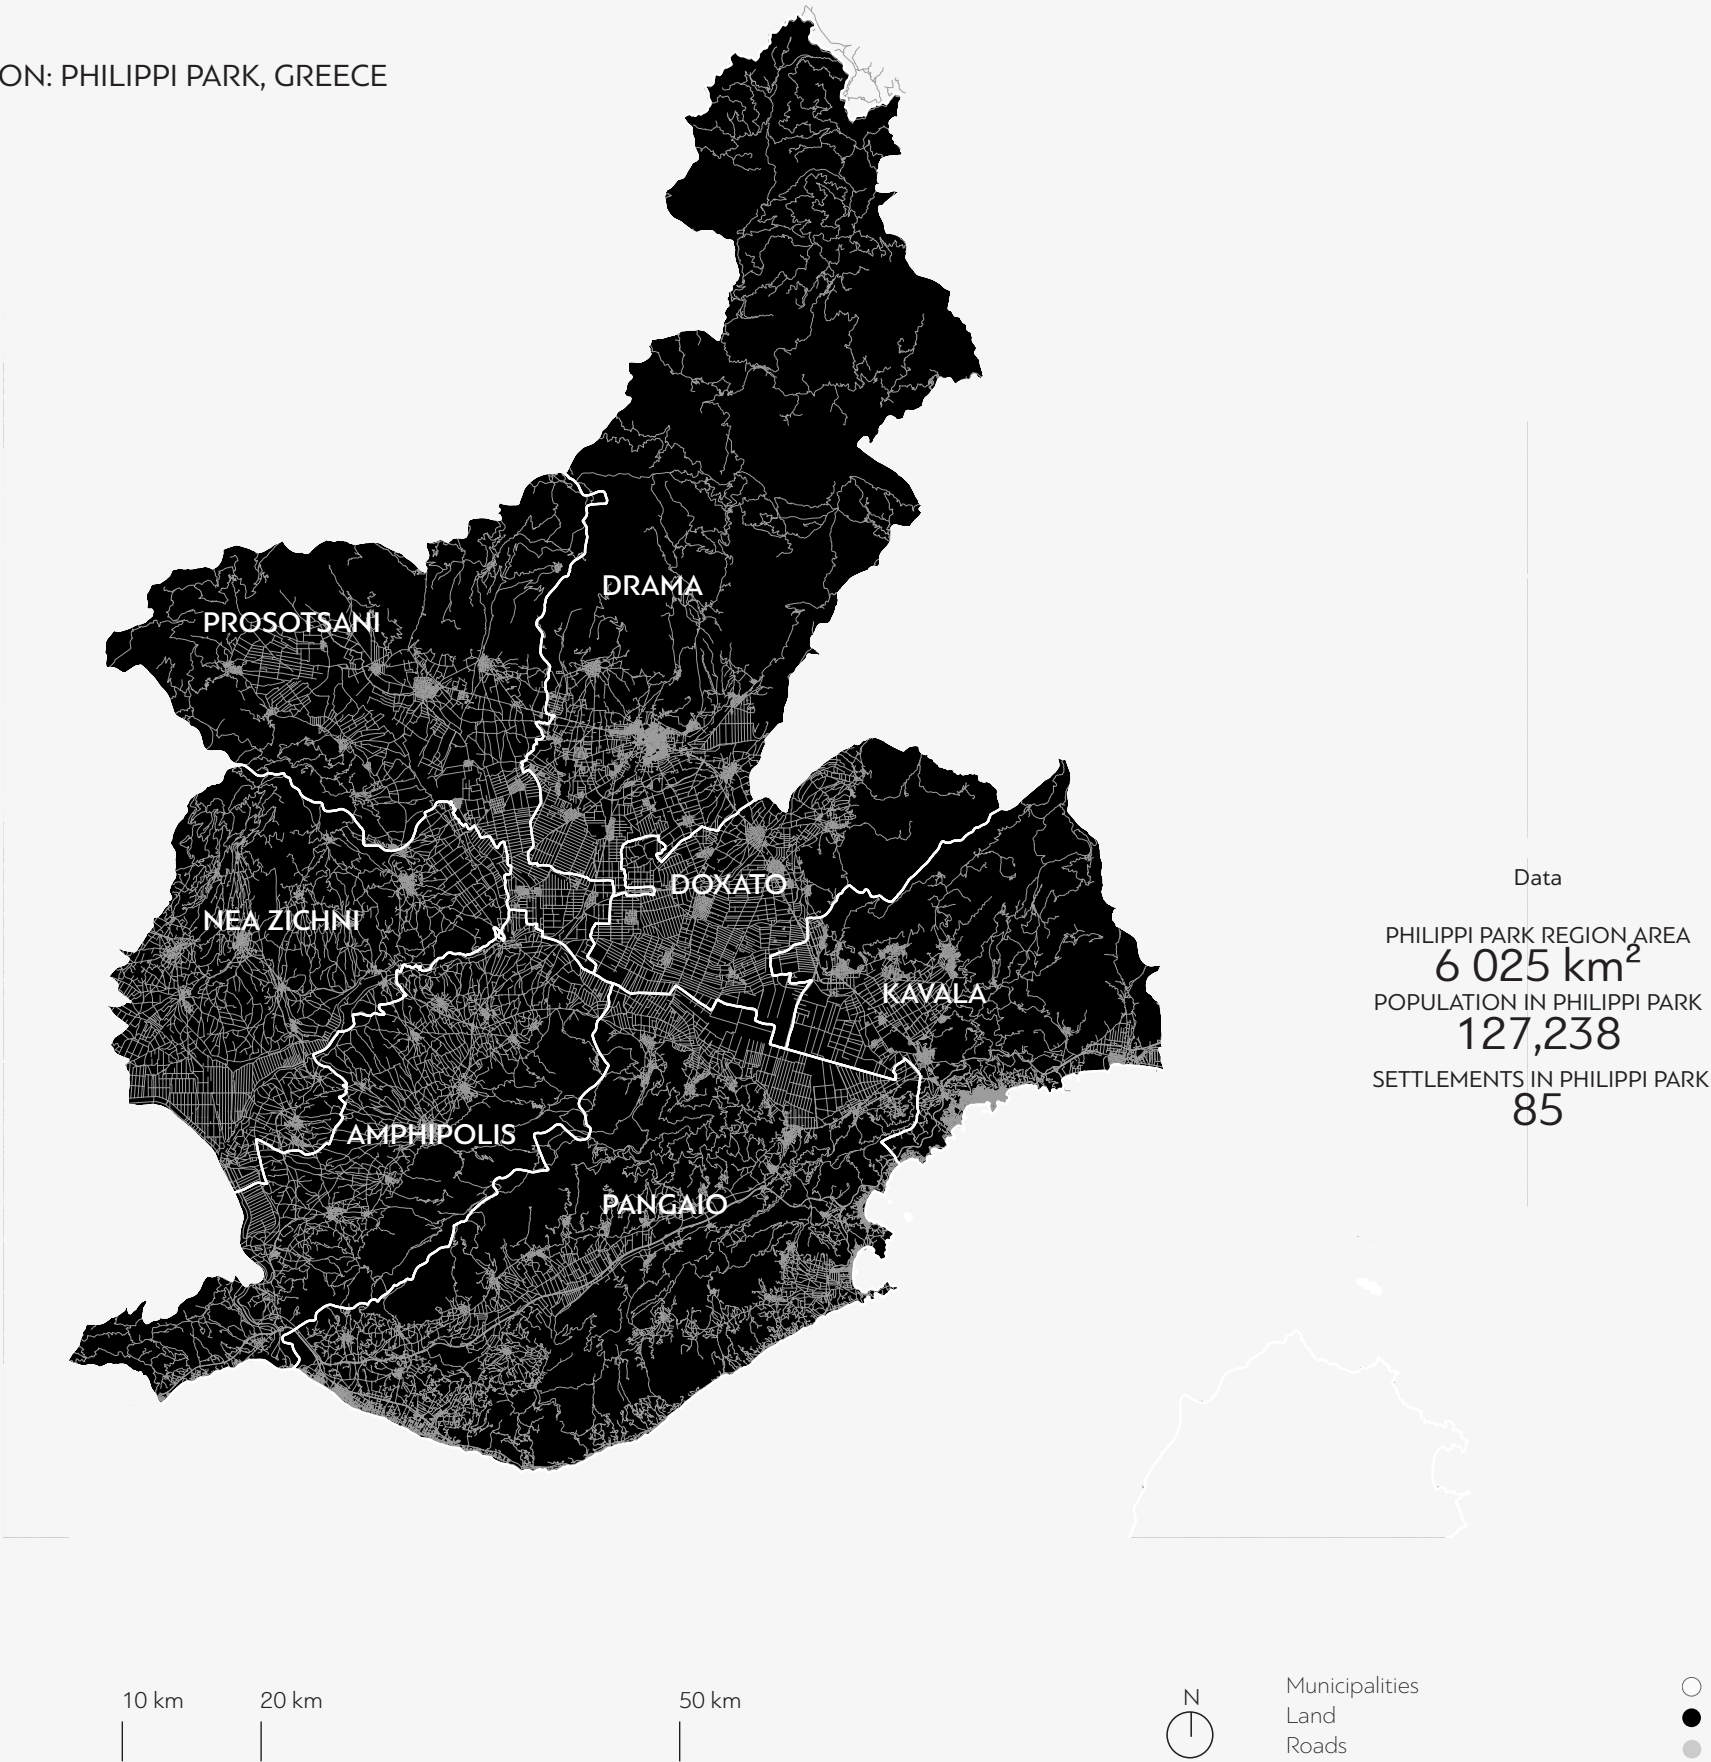 ON: PHILIPPI PARK, GREECE
DRAMA
PROSOTSANI
DOXATO
NEA ZICHNI
KAVALA
AMPHIPOLIS
PANGAIO
Data
PHILIPPI PARK REGION AREA
6 025 km²
POPULATION IN PHILIPPI PARK
127,238
SETTLEMENTS IN PHILIPPI PARK
85
10 km 20 km 50 km
N
Municipalities
Land
Roads